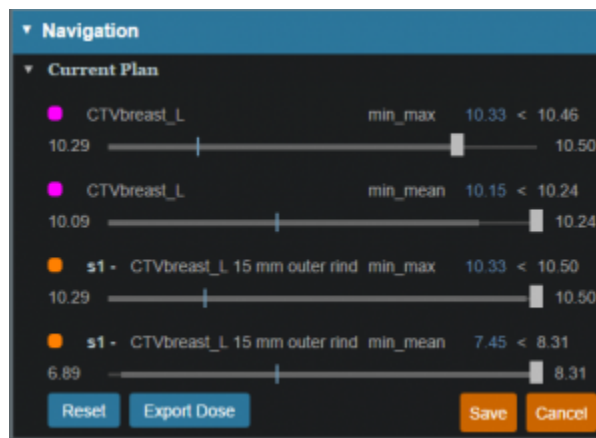 Navigation
Current Plan
CTVbreast_L min_max 10.33 < 10.46
10.29 10.50
CTVbreast_L min_mean 10.15 < 10.24
10.09 10.24
s1 - CTVbreast_L 15 mm outer rind min_max 10.33 < 10.50
10.29 10.50
s1 - CTVbreast_L 15 mm outer rind min_mean 7.45 < 8.31
6.89 8.31
Reset Export Dose Save Cancel